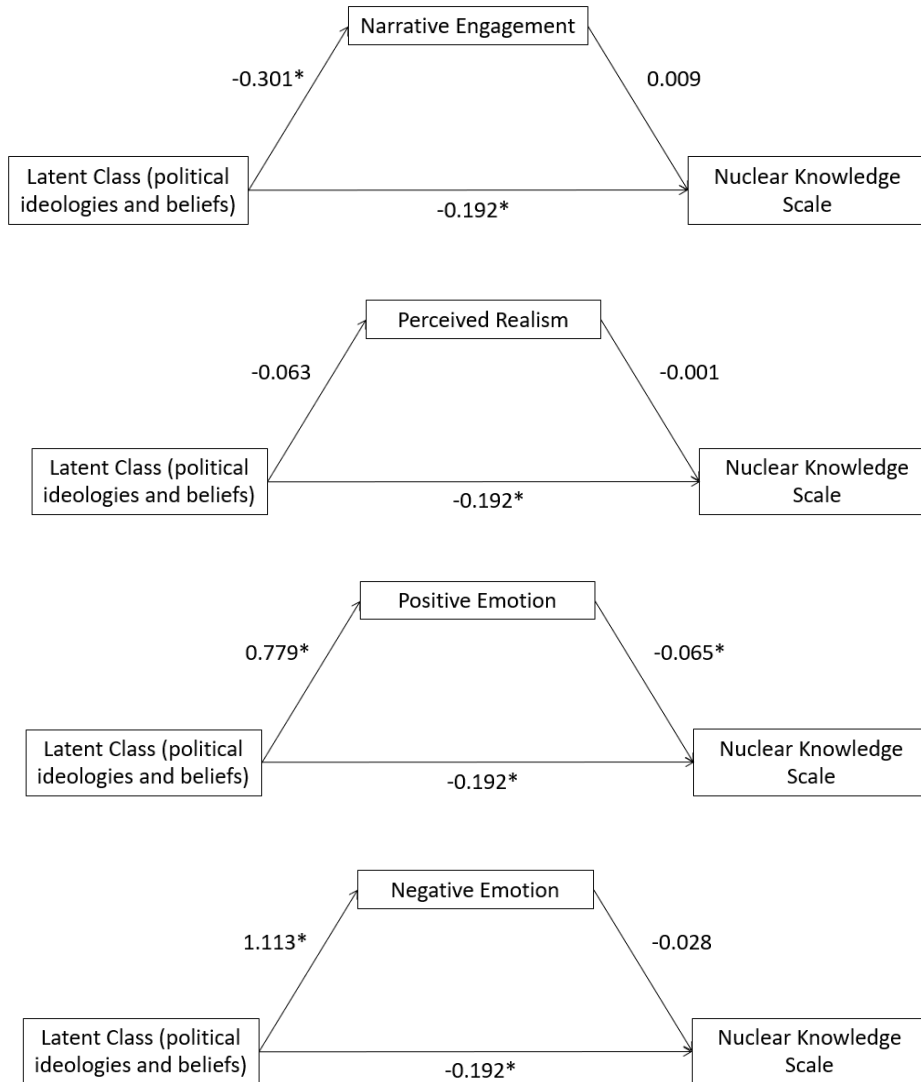 Narrative Engagement
-0.301*
0.009
Latent Class (political
ideologies and beliefs)
Nuclear Knowledge
Scale
-0.192*
Perceived Realism
-0.063
-0.001
Latent Class (political
ideologies and beliefs)
Nuclear Knowledge
Scale
-0.192*
Positive Emotion
0.779*
-0.065*
Latent Class (political
ideologies and beliefs)
Nuclear Knowledge
Scale
-0.192*
Negative Emotion
1.113*
-0.028
Latent Class (political
ideologies and beliefs)
Nuclear Knowledge
Scale
-0.192*